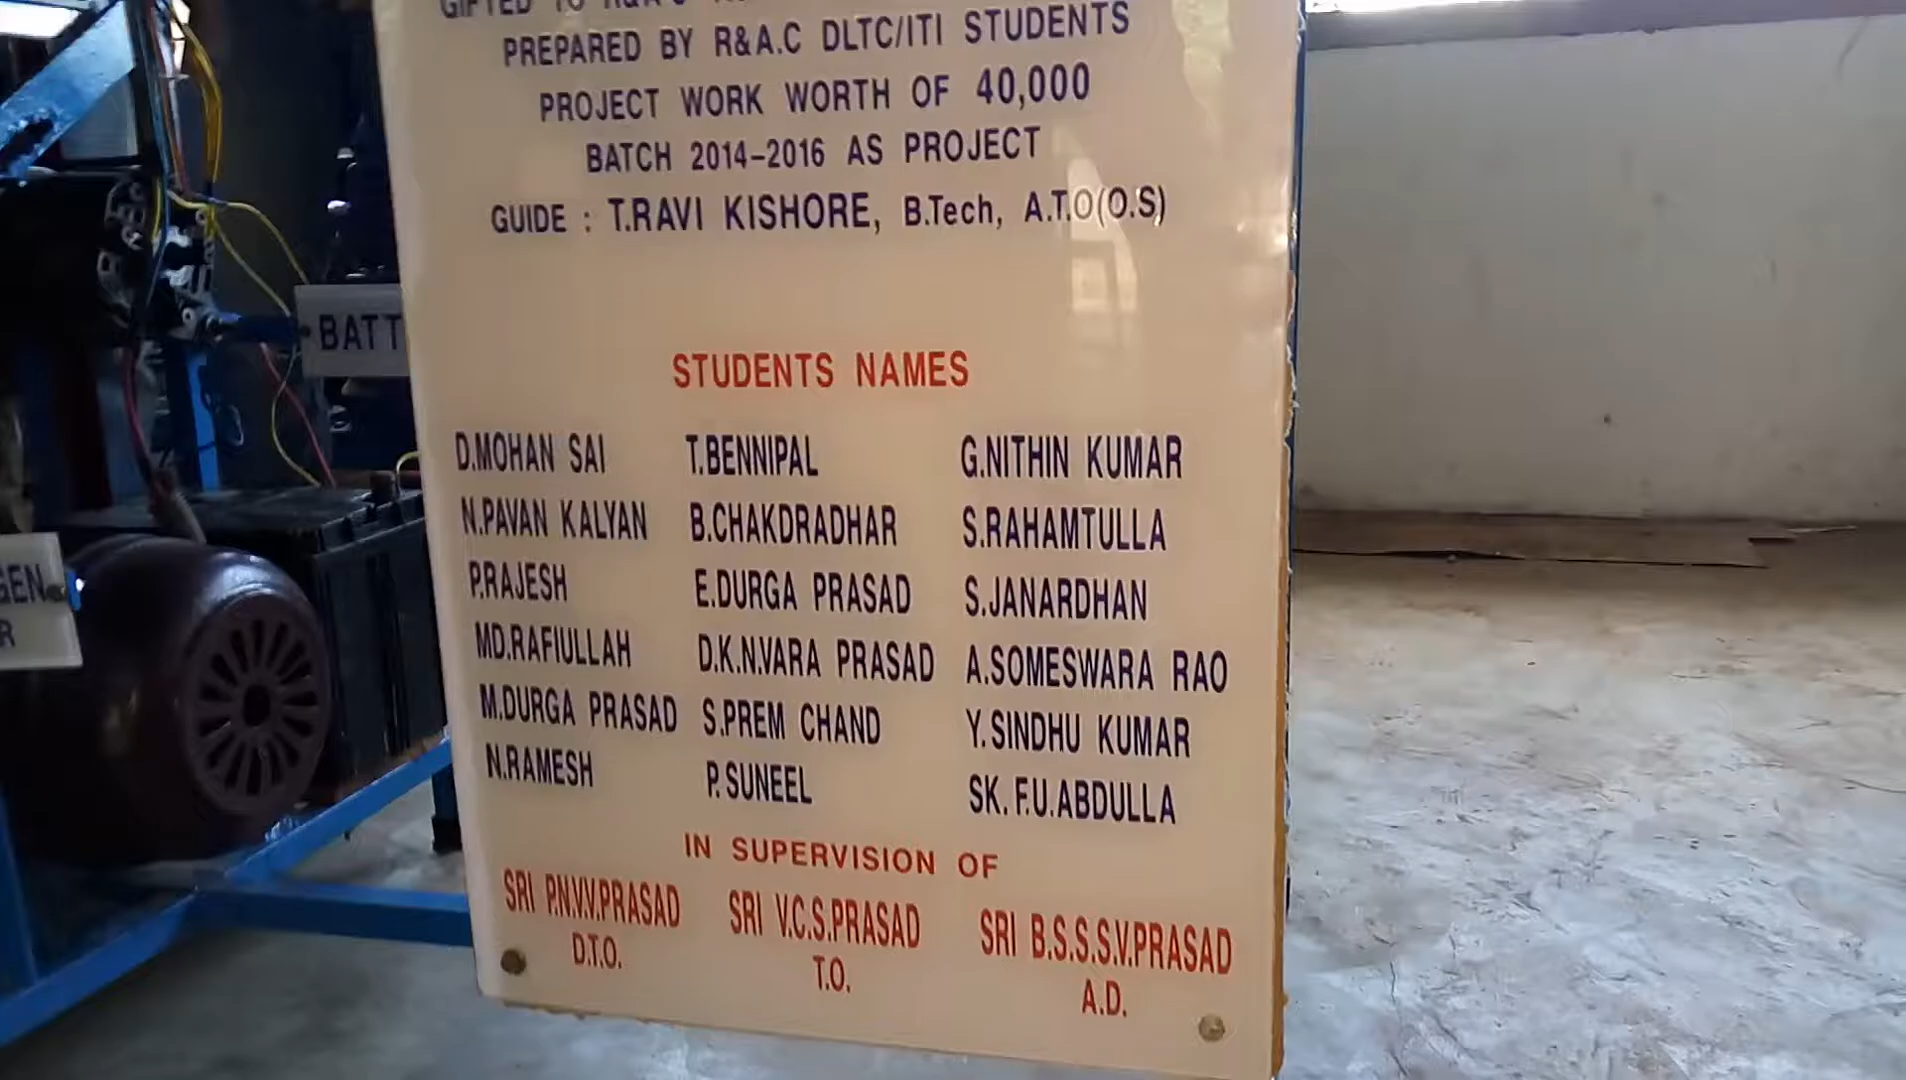 GIFTED TO R&A.C
PREPARED BY R&A.C DLTC/ITI STUDENTS
PROJECT WORK WORTH OF 40,000
BATCH 2014-2016 AS PROJECT
GUIDE : T.RAVI KISHORE, B.Tech, A.T.O(O.S)
BATT
GEN
R
STUDENTS NAMES
D.MOHAN SAI T.BENNIPAL G.NITHIN KUMAR
N.PAVAN KALYAN B.CHAKDRADHAR S.RAHAMTULLA
P.RAJESH E.DURGA PRASAD S.JANARDHAN
MD.RAFIULLAH D.K.N.VARA PRASAD A.SOMESWARA RAO
M.DURGA PRASAD S.PREM CHAND Y.SINDHU KUMAR
N.RAMESH P.SUNEEL SK.F.U.ABDULLA
IN SUPERVISION OF
SRI P.N.V.V.PRASAD SRI V.C.S.PRASAD SRI B.S.S.S.V.PRASAD
D.T.O. T.O. A.D.